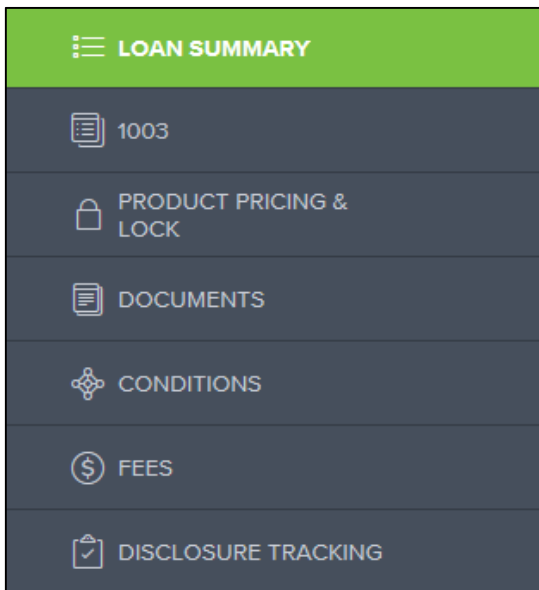 LOAN SUMMARY
1003
PRODUCT PRICING &
LOCK
DOCUMENTS
CONDITIONS
FEES
DISCLOSURE TRACKING